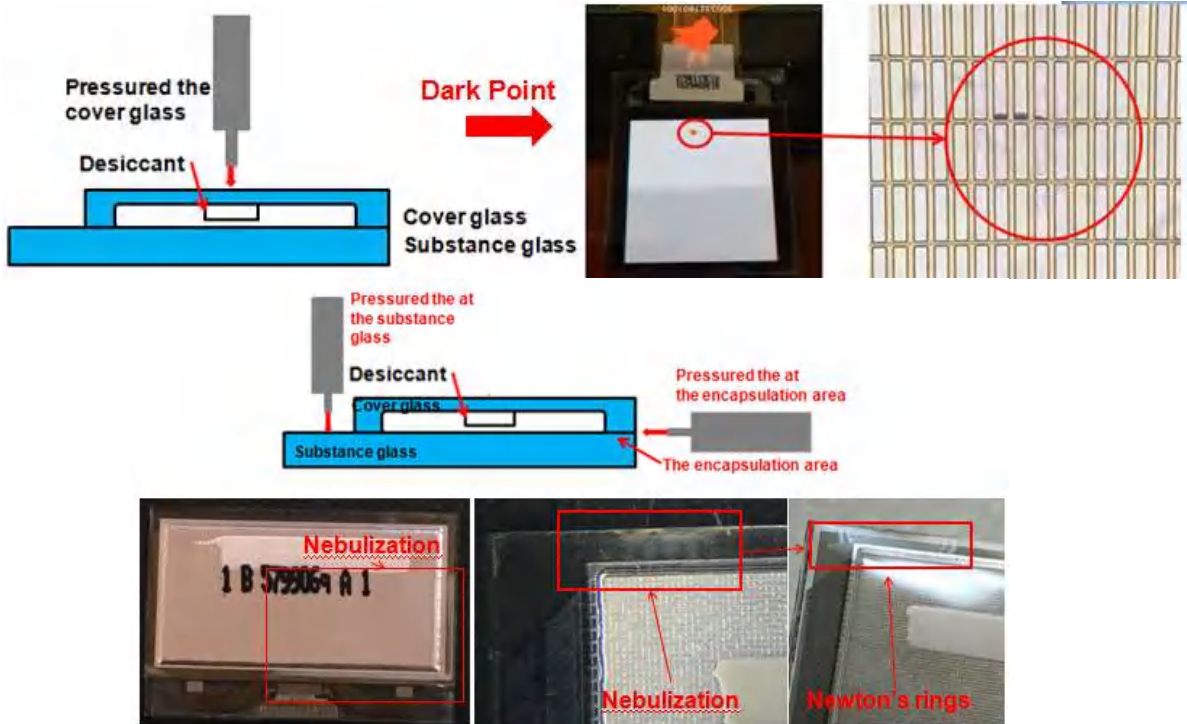 Pressured the
cover glass
Desiccant
Cover glass
Substance glass
Dark Point
Pressured the at
the substance
glass
Desiccant
Cover glass
Substance glass
Pressured the at
the encapsulation area
The encapsulation area
Nebulization
1 B A 1
Nebulization
Newton's rings